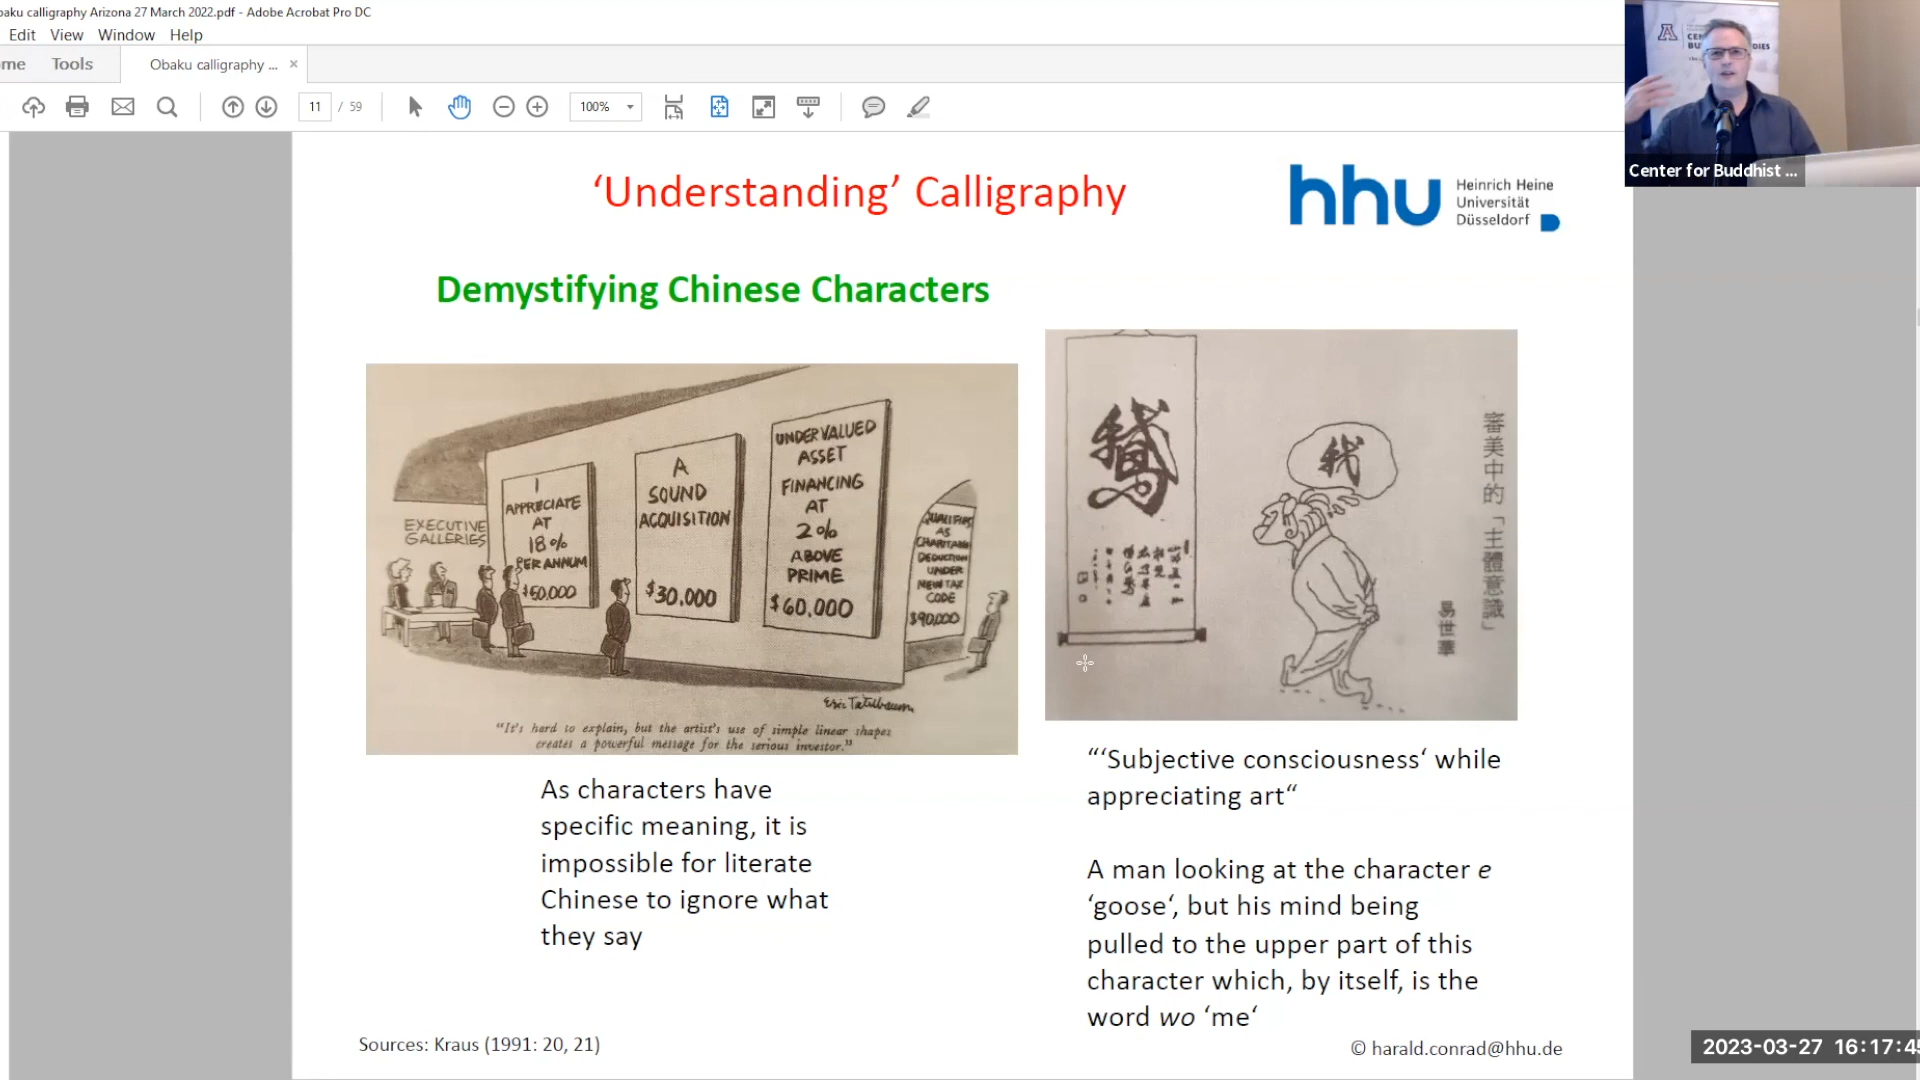 baku calligraphy Arizona 27 March 2022.pdf - Adobe Acrobat Pro DC
Edit View Window Help
me Tools Obaku calligraphy ... ×
11 / 59 100%
‘Understanding’ Calligraphy
hhu Heinrich Heine
Universität
Düsseldorf
Demystifying Chinese Characters
EXECUTIVE
GALLERIES
I
APPRECIATE
AT
18%
PER ANNUM
$50,000
A
SOUND
ACQUISITION
$30,000
UNDERVALUED
ASSET
FINANCING
AT
2%
ABOVE
PRIME
$60,000
QUALIFIES
AS
CHARITABLE
DEDUCTION
UNDER
NEW TAX
CODE
$90,000
“It's hard to explain, but the artist's use of simple linear shapes
creates a powerful message for the serious investor.”
鵝
我
審美中的「主體意識」
易世華
As characters have
specific meaning, it is
impossible for literate
Chinese to ignore what
they say
“‘Subjective consciousness‘ while
appreciating art“
A man looking at the character e
‘goose‘, but his mind being
pulled to the upper part of this
character which, by itself, is the
word wo ‘me‘
Sources: Kraus (1991: 20, 21)
© harald.conrad@hhu.de
Center for Buddhist ...
2023-03-27 16:17:45